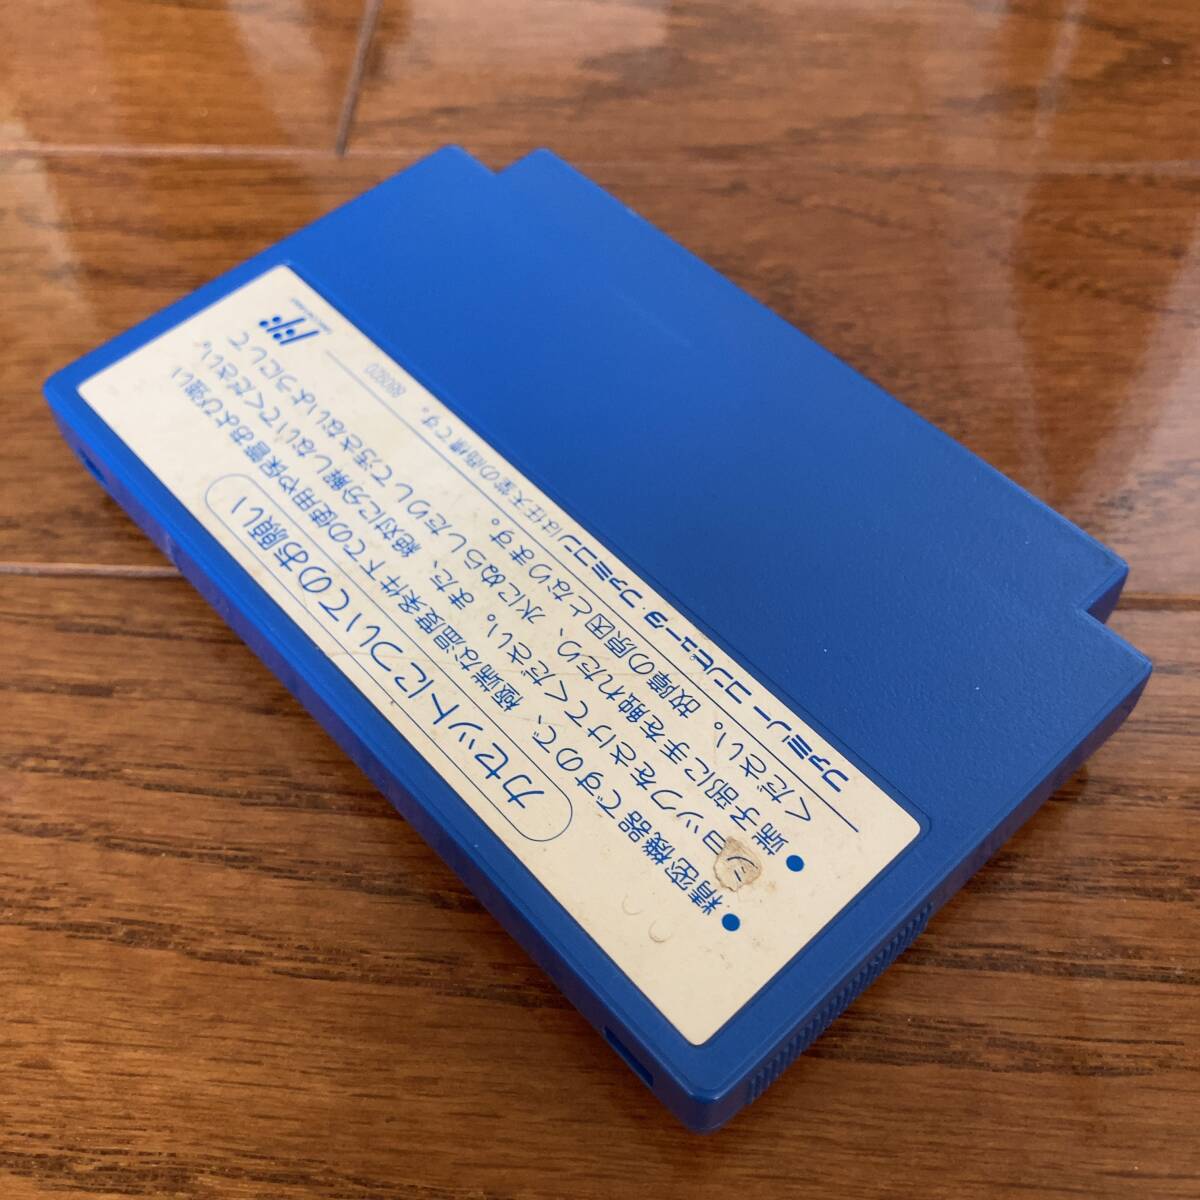 カセットについてのお願い
●精密機器ですので、極端な温度条件下での使用や保管および強い
ショックをさけてください。また、絶対に分解しないでください。
●端子部に手を触れたり、水にぬらしたりして汚さないようにして
ください。故障の原因となります。
ファミリー コンピュータ・ファミコンは任天堂の商標です。